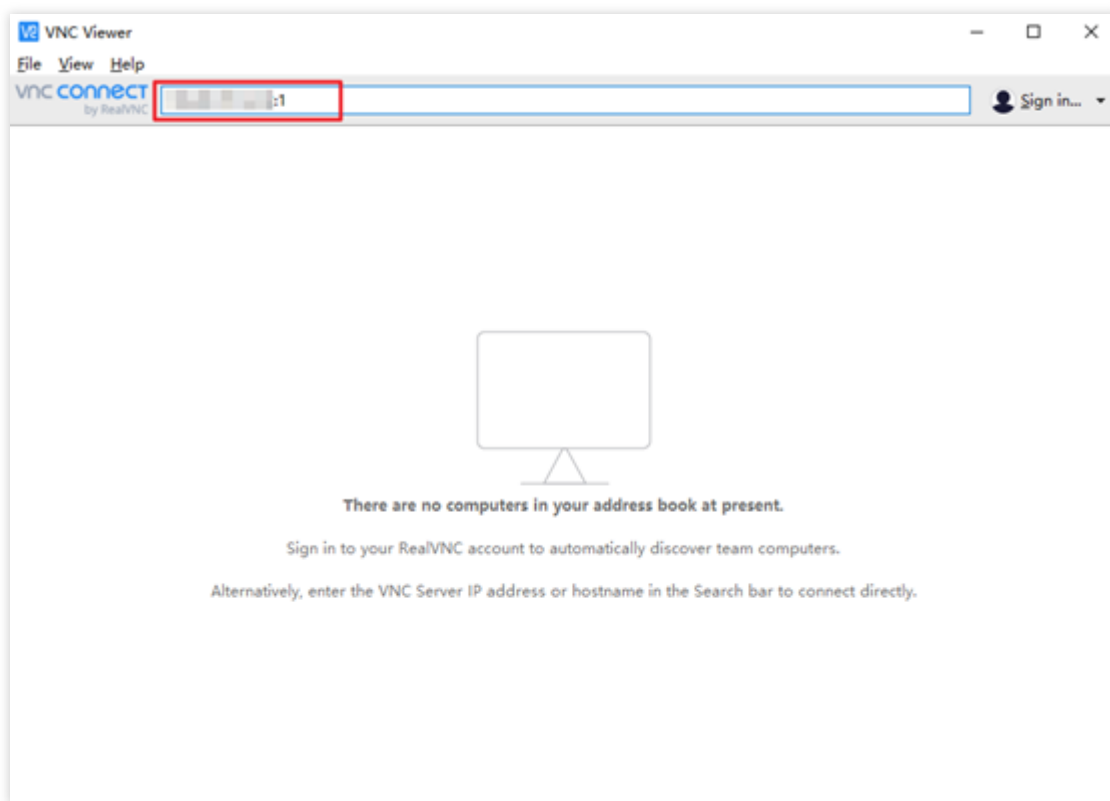 V2 VNC Viewer
File View Help
vnc connect
by RealVNC
:1
Sign in...
There are no computers in your address book at present.
Sign in to your RealVNC account to automatically discover team computers.
Alternatively, enter the VNC Server IP address or hostname in the Search bar to connect directly.